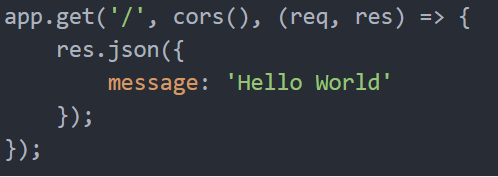 app.get('/', cors(), (req, res) => {
    res.json({
        message: 'Hello World'
    });
});